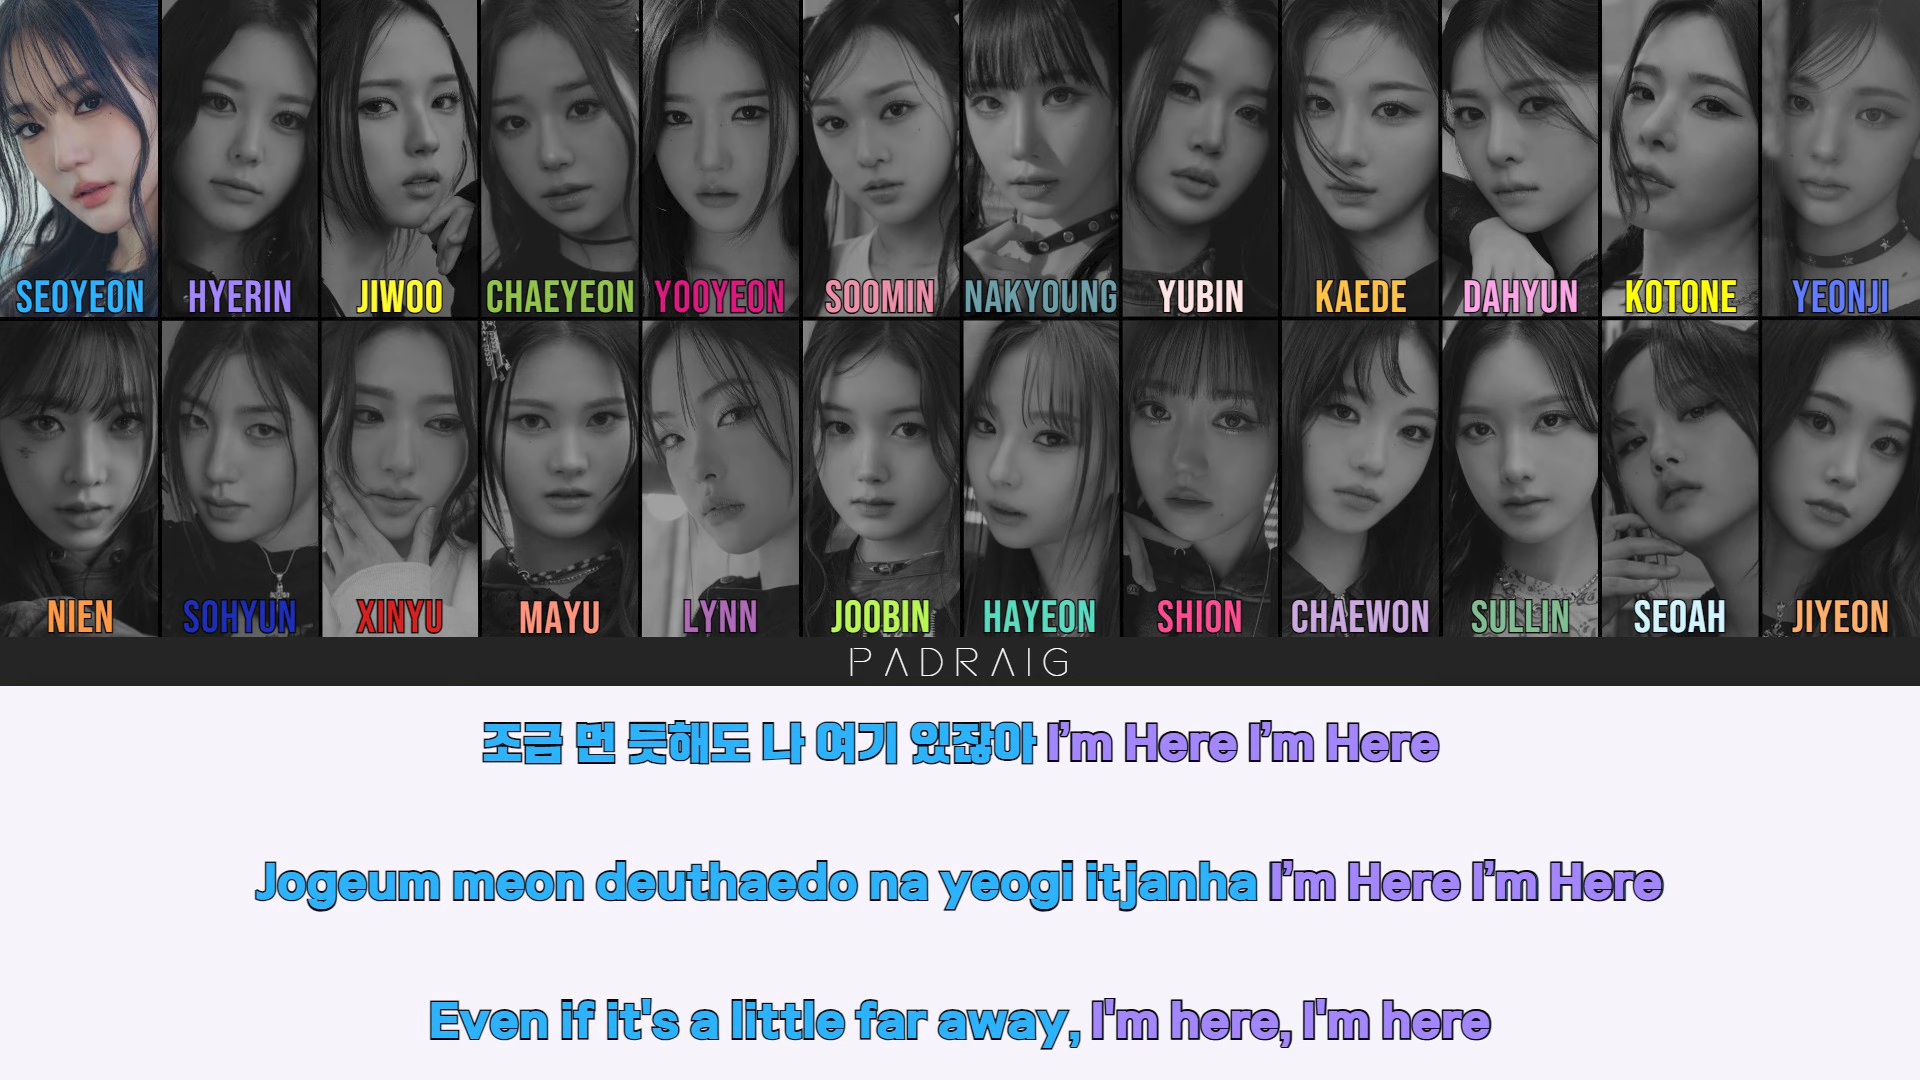 SEOYEON HYERIN JIWOO CHAEYEON YOOYEON SOOMIN NAKYOUNG YUBIN KAEDE DAHYUN KOTONE YEONJI
NIEN SOHYUN XINYU MAYU LYNN JOOBIN HAYEON SHION CHAEWON SULLIN SEOAH JIYEON
PADRAIG
조금 먼 듯해도 나 여기 있잖아 I’m Here I’m Here
Jogeum meon deuthaedo na yeogi itjanha I’m Here I’m Here
Even if it's a little far away, I'm here, I'm here